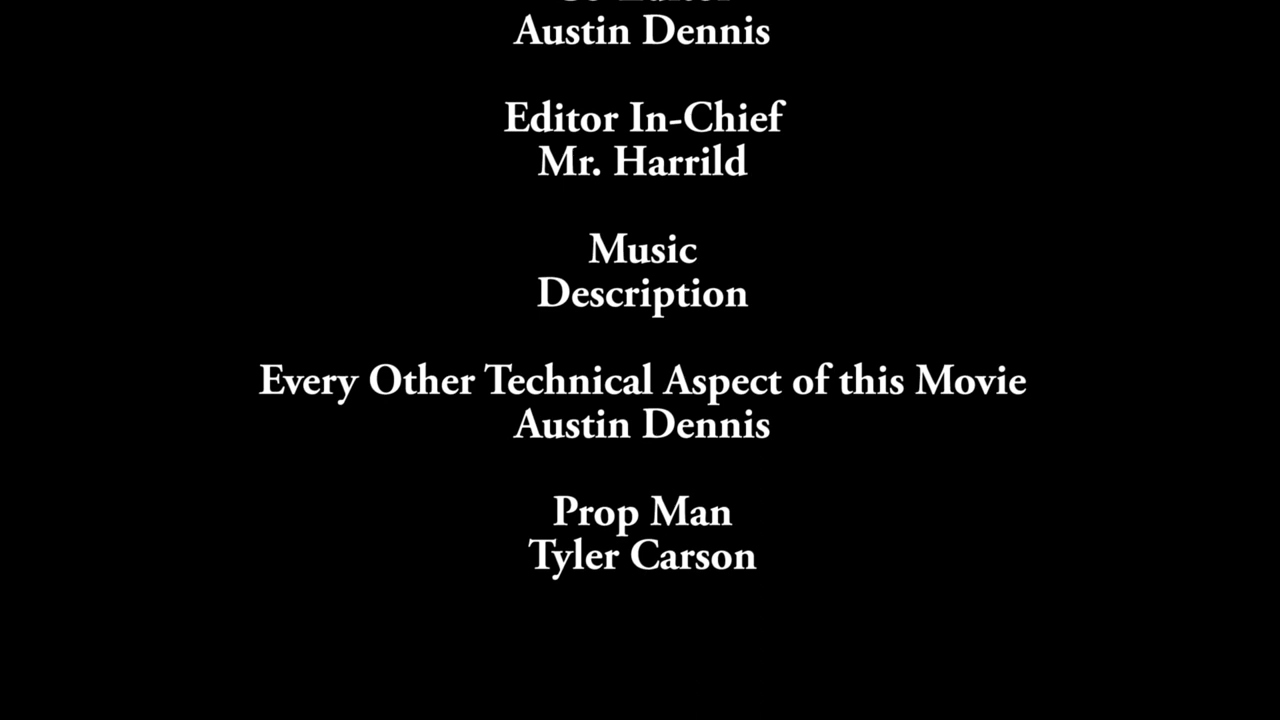 Austin Dennis
Editor In-Chief
Mr. Harrild
Music
Description
Every Other Technical Aspect of this Movie
Austin Dennis
Prop Man
Tyler Carson